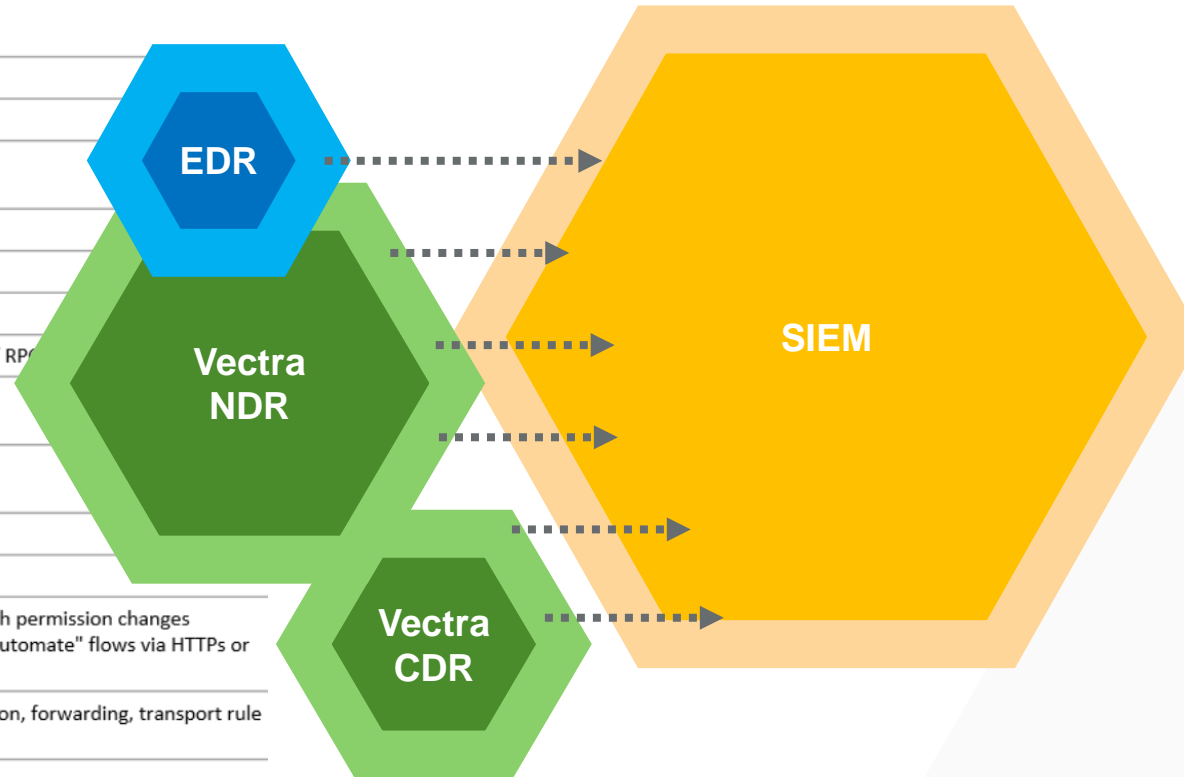 EDR
SIEM
RPC
Vectra
NDR
Vectra
CDR
h permission changes
utomate" flows via HTTPs or
on, forwarding, transport rule